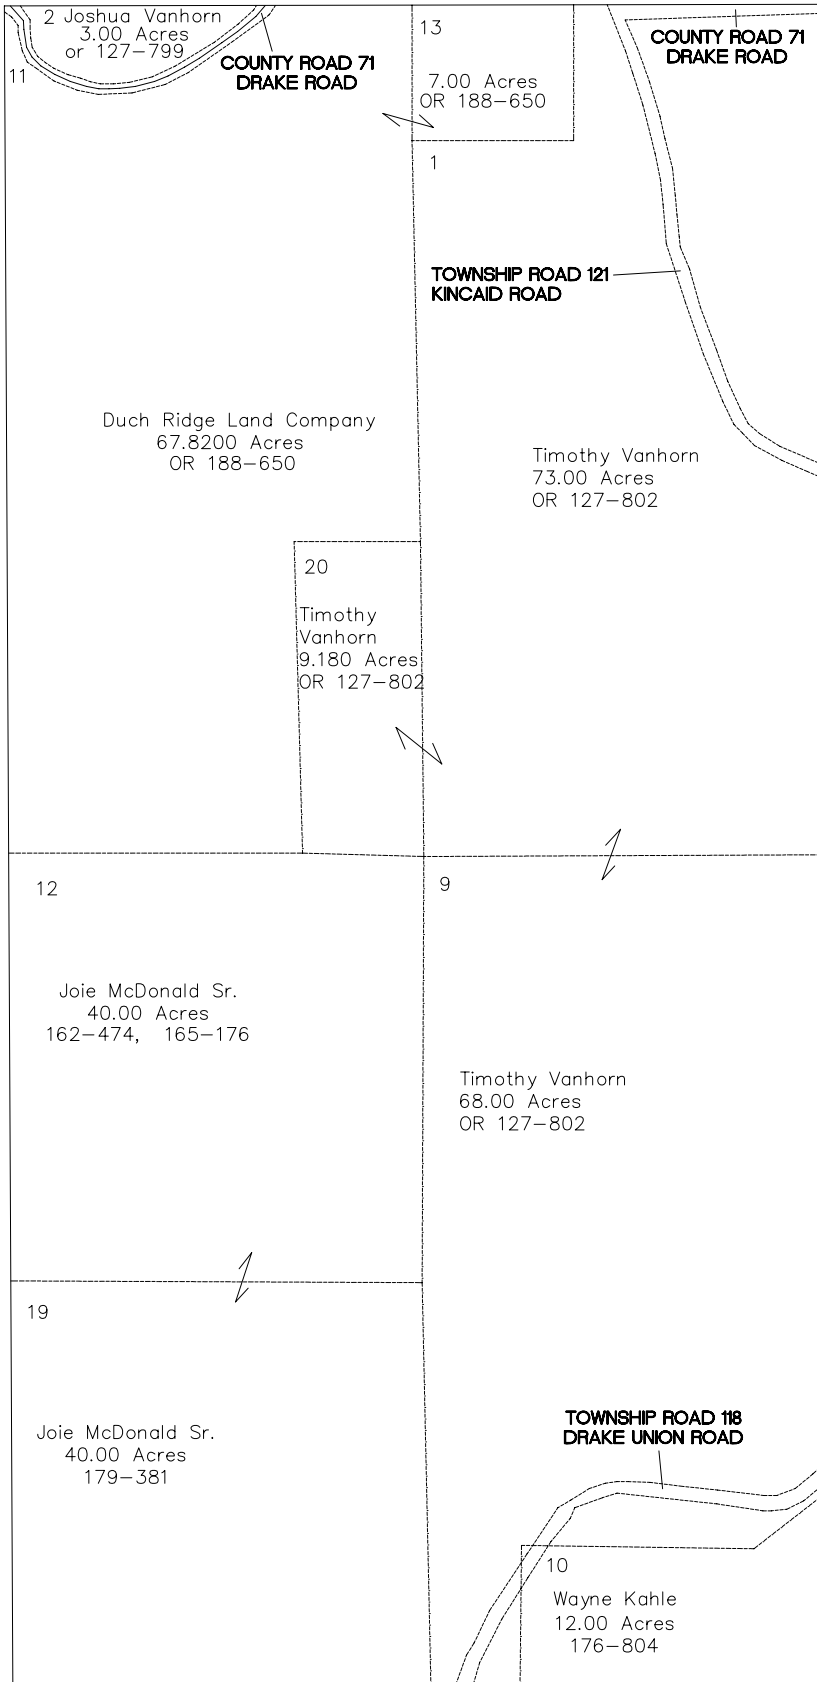 2 Joshua Vanhorn
3.00 Acres
or 127-799
11
COUNTY ROAD 71
DRAKE ROAD
13
7.00 Acres
OR 188-650
COUNTY ROAD 71
DRAKE ROAD
1
TOWNSHIP ROAD 121
KINCAID ROAD
Duch Ridge Land Company
67.8200 Acres
OR 188-650
Timothy Vanhorn
73.00 Acres
OR 127-802
20
Timothy
Vanhorn
9.180 Acres
OR 127-802
12
9
Joie McDonald Sr.
40.00 Acres
162-474, 165-176
Timothy Vanhorn
68.00 Acres
OR 127-802
19
Joie McDonald Sr.
40.00 Acres
179-381
TOWNSHIP ROAD 118
DRAKE UNION ROAD
10
Wayne Kahle
12.00 Acres
176-804